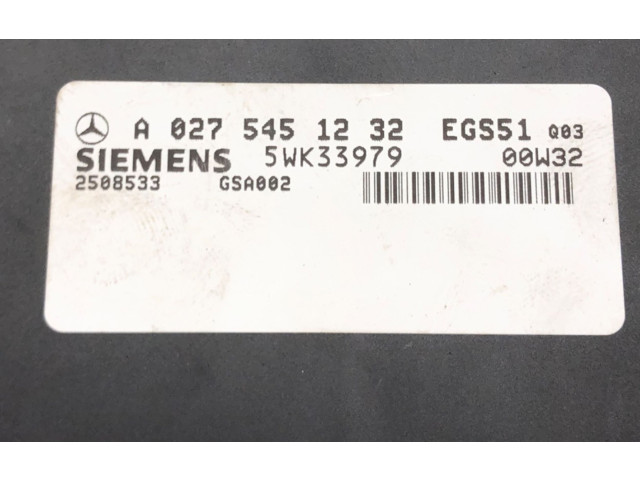 A 027 545 12 32 EGS51 Q03
SIEMENS 5WK33979 00W32
2508533 GSA002